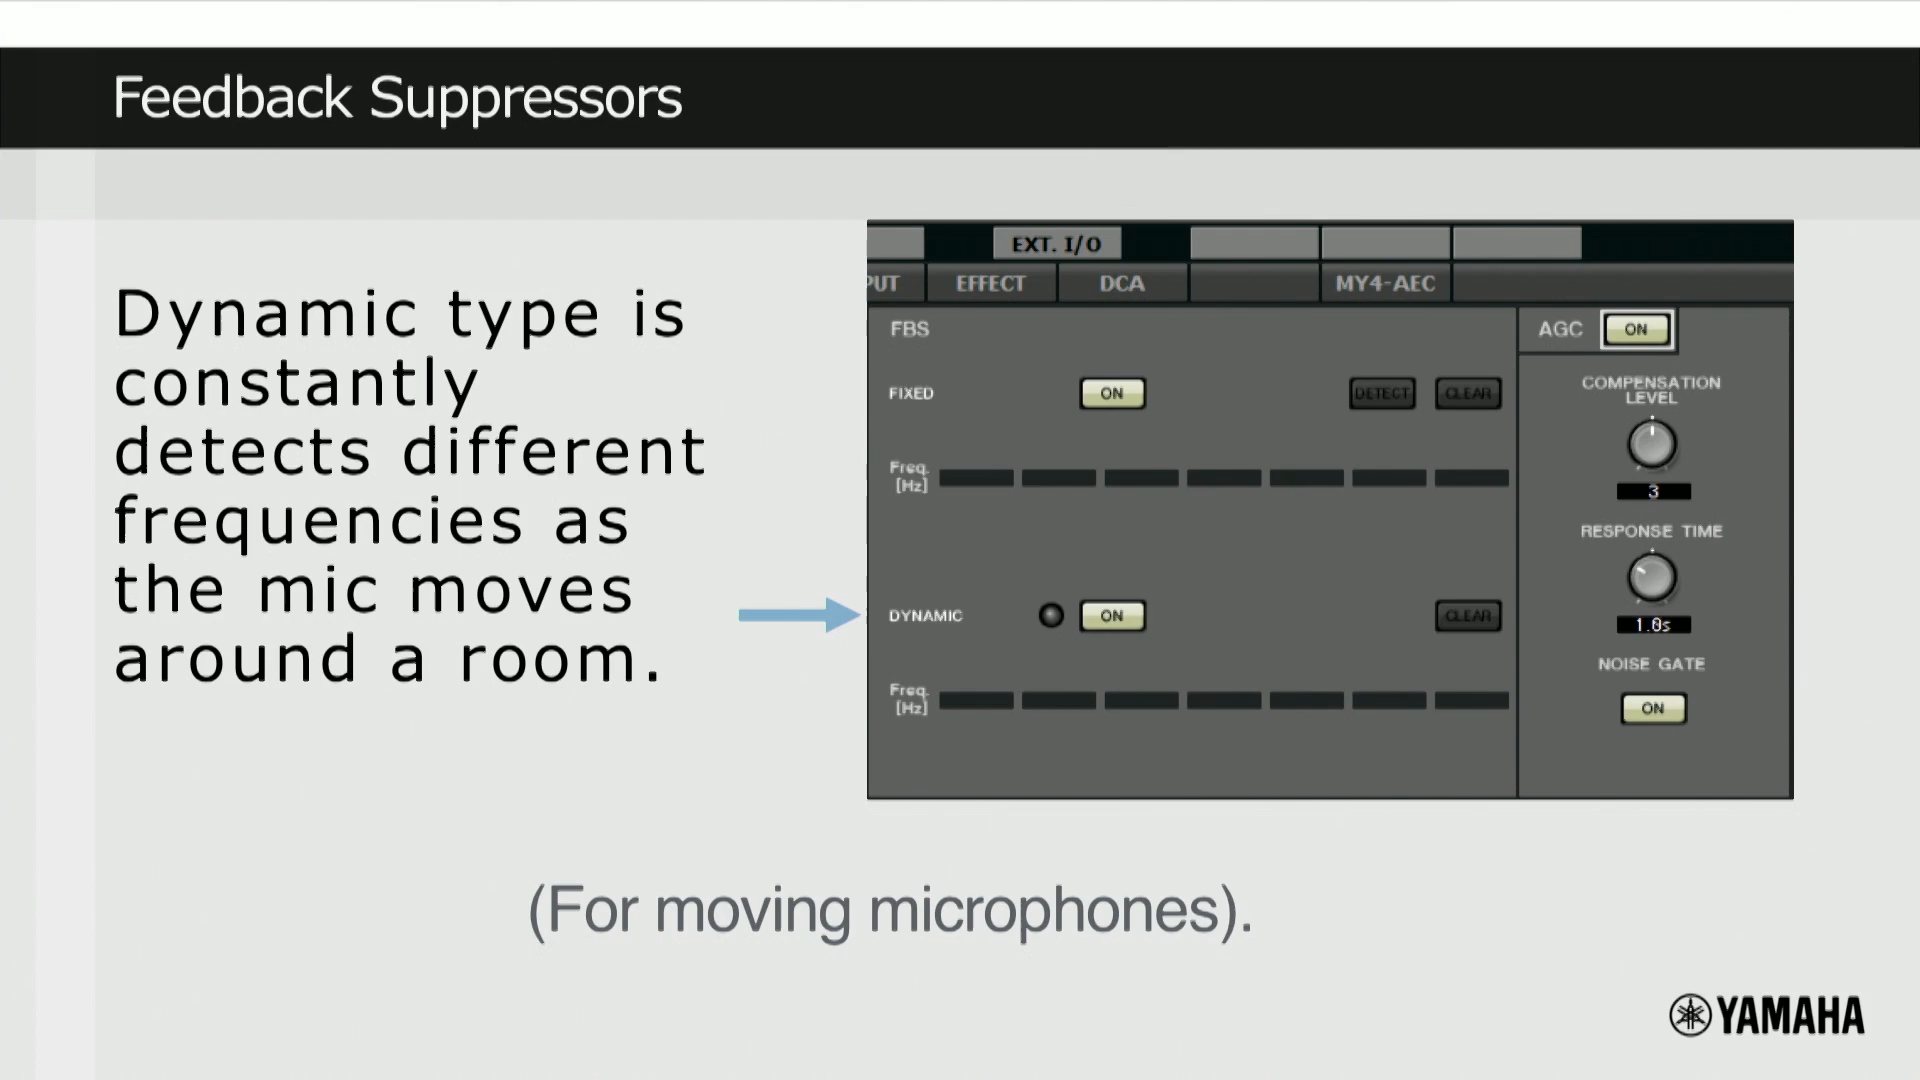 Feedback Suppressors
Dynamic type is
constantly
detects different
frequencies as
the mic moves
around a room.
EXT. I/O
PUT EFFECT DCA MY4-AEC
FBS
FIXED ON DETECT CLEAR
Freq.
[Hz]
DYNAMIC ON CLEAR
Freq.
[Hz]
AGC ON
COMPENSATION
LEVEL
3
RESPONSE TIME
1.0s
NOISE GATE
ON
(For moving microphones).
YAMAHA